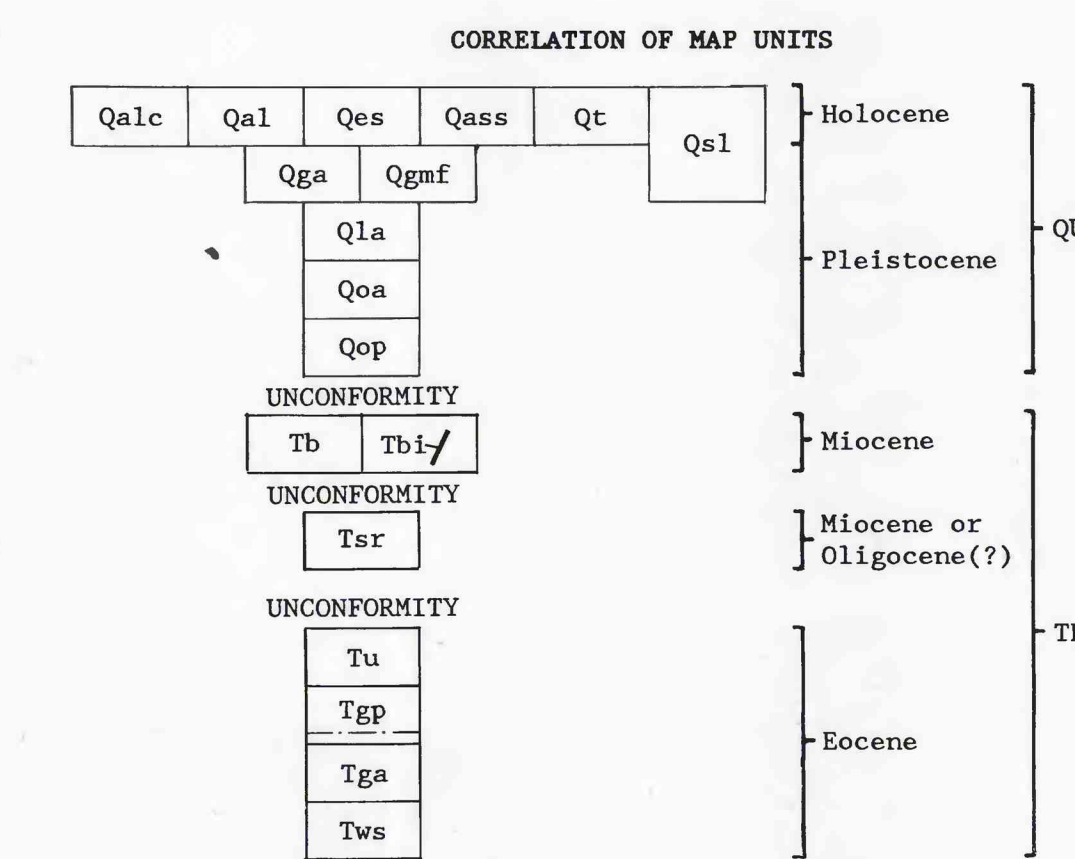 CORRELATION OF MAP UNITS
Qalc Qal Qes Qass Qt Qsl Holocene
Qga Qgmf
Qla QU
Pleistocene
Qoa
Qop
UNCONFORMITY
Tb Tbi Miocene
UNCONFORMITY
Tsr Miocene or
Oligocene(?)
UNCONFORMITY
Tu
Tgp
Eocene
Tga
Tws